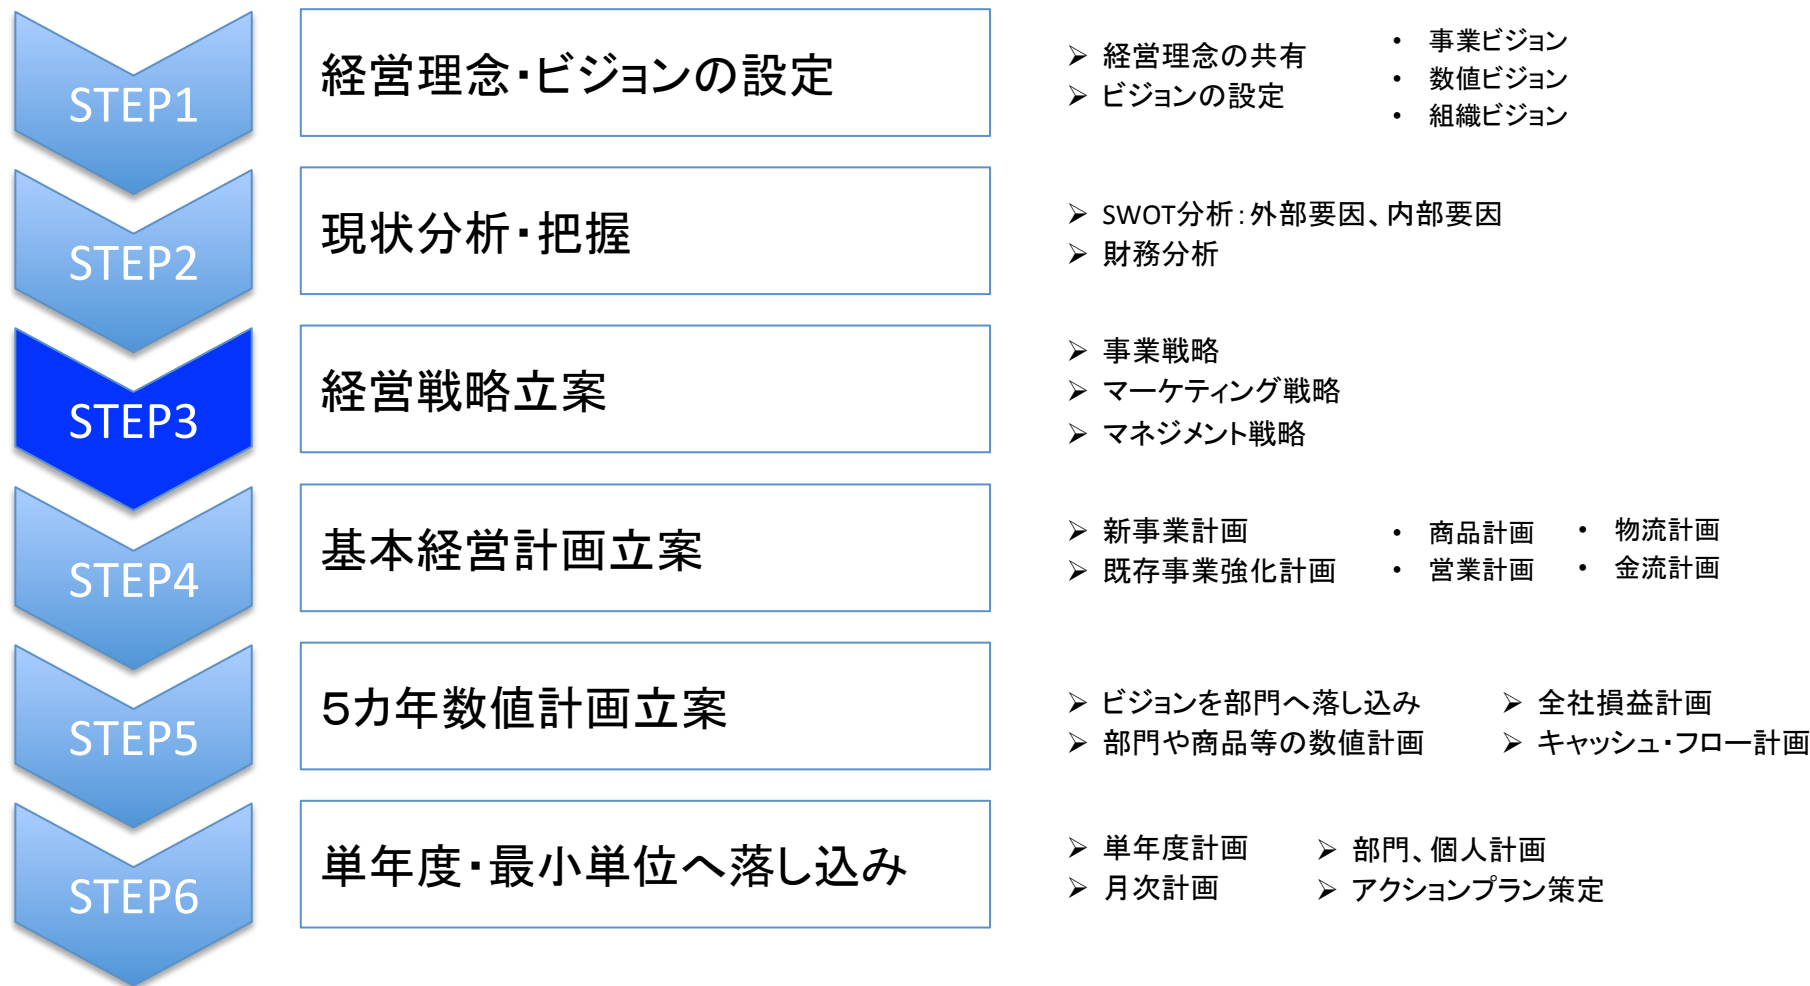 STEP1
経営理念・ビジョンの設定
➢ 経営理念の共有
➢ ビジョンの設定
• 事業ビジョン
• 数値ビジョン
• 組織ビジョン
STEP2
現状分析・把握
➢ SWOT分析：外部要因、内部要因
➢ 財務分析
STEP3
経営戦略立案
➢ 事業戦略
➢ マーケティング戦略
➢ マネジメント戦略
STEP4
基本経営計画立案
➢ 新事業計画
➢ 既存事業強化計画
• 商品計画
• 営業計画
• 物流計画
• 金流計画
STEP5
５カ年数値計画立案
➢ ビジョンを部門へ落し込み
➢ 部門や商品等の数値計画
➢ 全社損益計画
➢ キャッシュ・フロー計画
STEP6
単年度・最小単位へ落し込み
➢ 単年度計画
➢ 月次計画
➢ 部門、個人計画
➢ アクションプラン策定